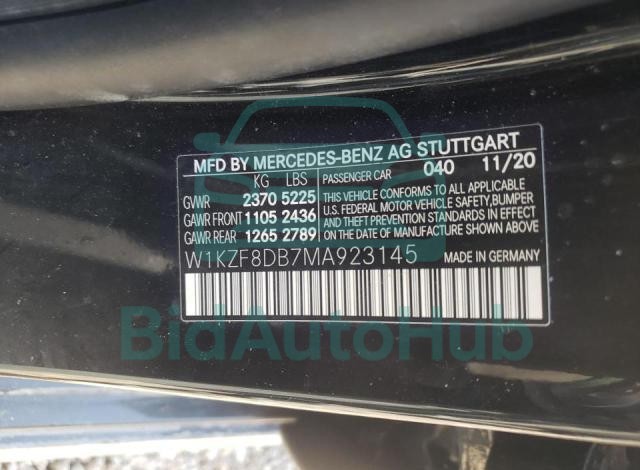 MFD BY MERCEDES-BENZ AG STUTTGART
KG LBS PASSENGER CAR 040 11/20
GVWR 2370 5225
GAWR FRONT 1105 2436
GAWR REAR 1265 2789
THIS VEHICLE CONFORMS TO ALL APPLICABLE
U.S. FEDERAL MOTOR VEHICLE SAFETY, BUMPER
AND THEFT PREVENTION STANDARDS IN EFFECT
ON THE DATE OF MANUFACTURE SHOWN ABOVE.
W1KZF8DB7MA923145
MADE IN GERMANY
BidAutoHub